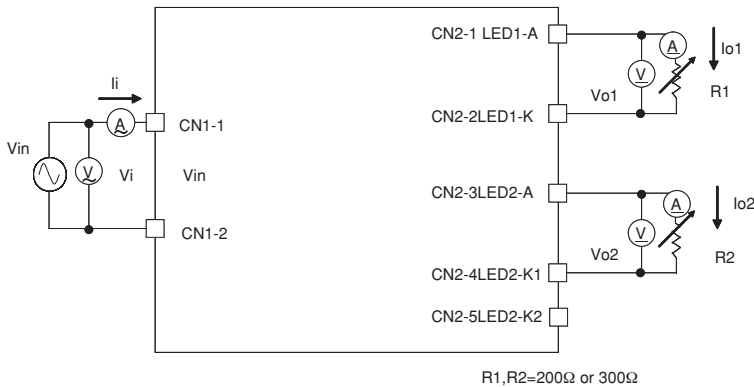 CN2-1 LED1-A
A
Io1
Ii
V
Vo1
R1
A
CN1-1
CN2-2LED1-K
Vin
V
Vi
Vin
CN2-3LED2-A
A
Io2
CN1-2
V
Vo2
R2
CN2-4LED2-K1
CN2-5LED2-K2
R1,R2=200Ω or 300Ω